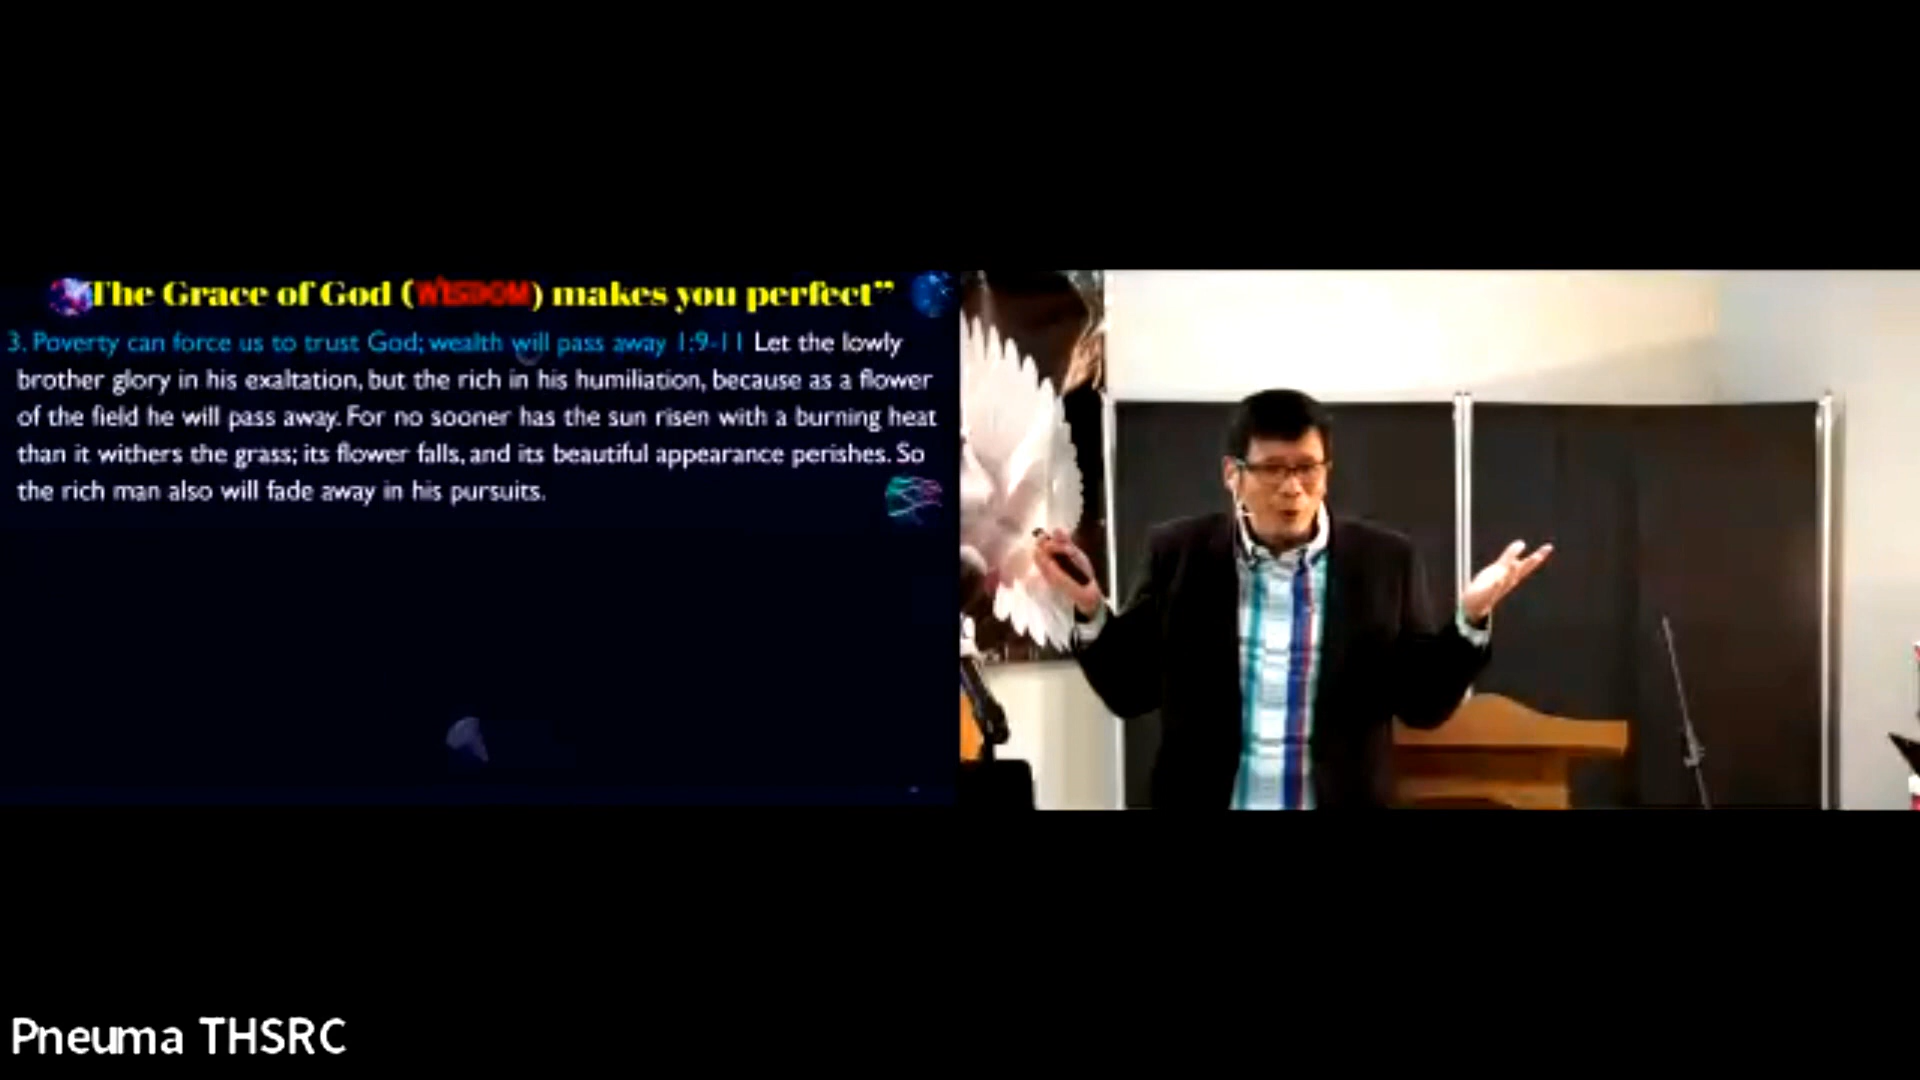 "The Grace of God (WISDOM) makes you perfect"
3. Poverty can force us to trust God; wealth will pass away 1:9-11 Let the lowly
brother glory in his exaltation, but the rich in his humiliation, because as a flower
of the field he will pass away. For no sooner has the sun risen with a burning heat
than it withers the grass; its flower falls, and its beautiful appearance perishes. So
the rich man also will fade away in his pursuits.
Pneuma THSRC